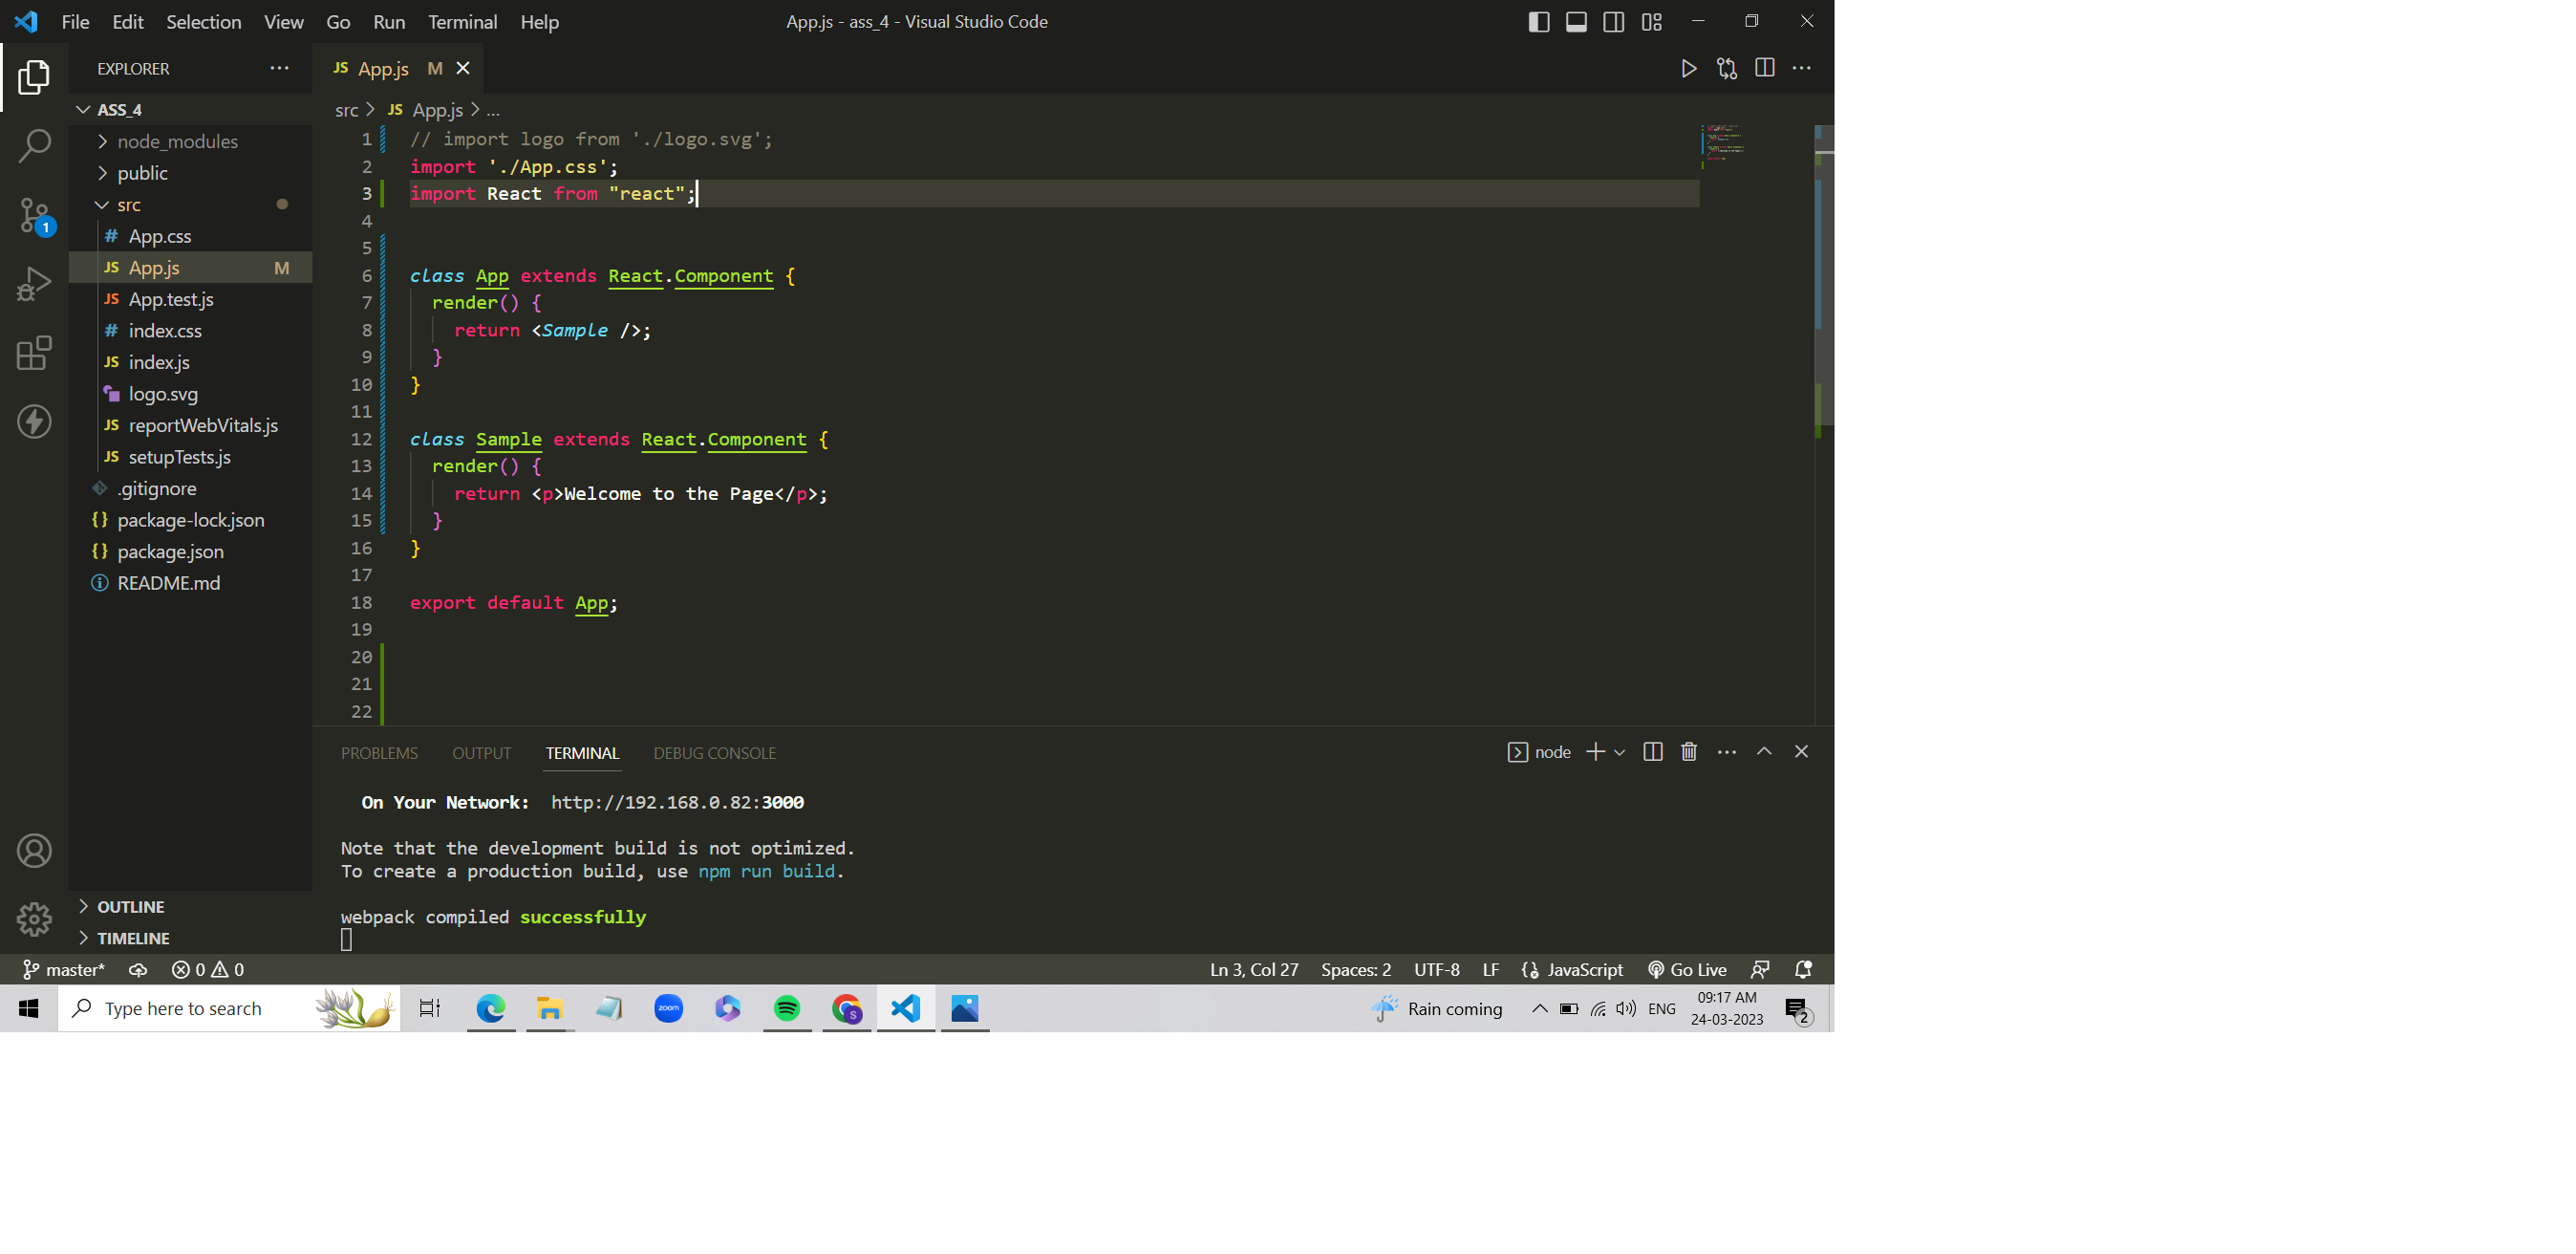 File Edit Selection View Go Run Terminal Help
App.js - ass_4 - Visual Studio Code
EXPLORER
ASS_4
node_modules
public
src
# App.css
JS App.js M
JS App.test.js
# index.css
JS index.js
logo.svg
JS reportWebVitals.js
JS setupTests.js
.gitignore
{} package-lock.json
{} package.json
README.md
OUTLINE
TIMELINE
1
JS App.js M
src > JS App.js > ...
1 // import logo from './logo.svg';
2 import './App.css';
3 import React from "react";
4
5
6 class App extends React.Component {
7 render() {
8 return <Sample />;
9 }
10 }
11
12 class Sample extends React.Component {
13 render() {
14 return <p>Welcome to the Page</p>;
15 }
16 }
17
18 export default App;
19
20
21
22
PROBLEMS OUTPUT TERMINAL DEBUG CONSOLE
node
On Your Network: http://192.168.0.82:3000
Note that the development build is not optimized.
To create a production build, use npm run build.
webpack compiled successfully
master* 0 0
Ln 3, Col 27 Spaces: 2 UTF-8 LF JavaScript Go Live
Type here to search
zoom
S
Rain coming
ENG
09:17 AM
24-03-2023
2